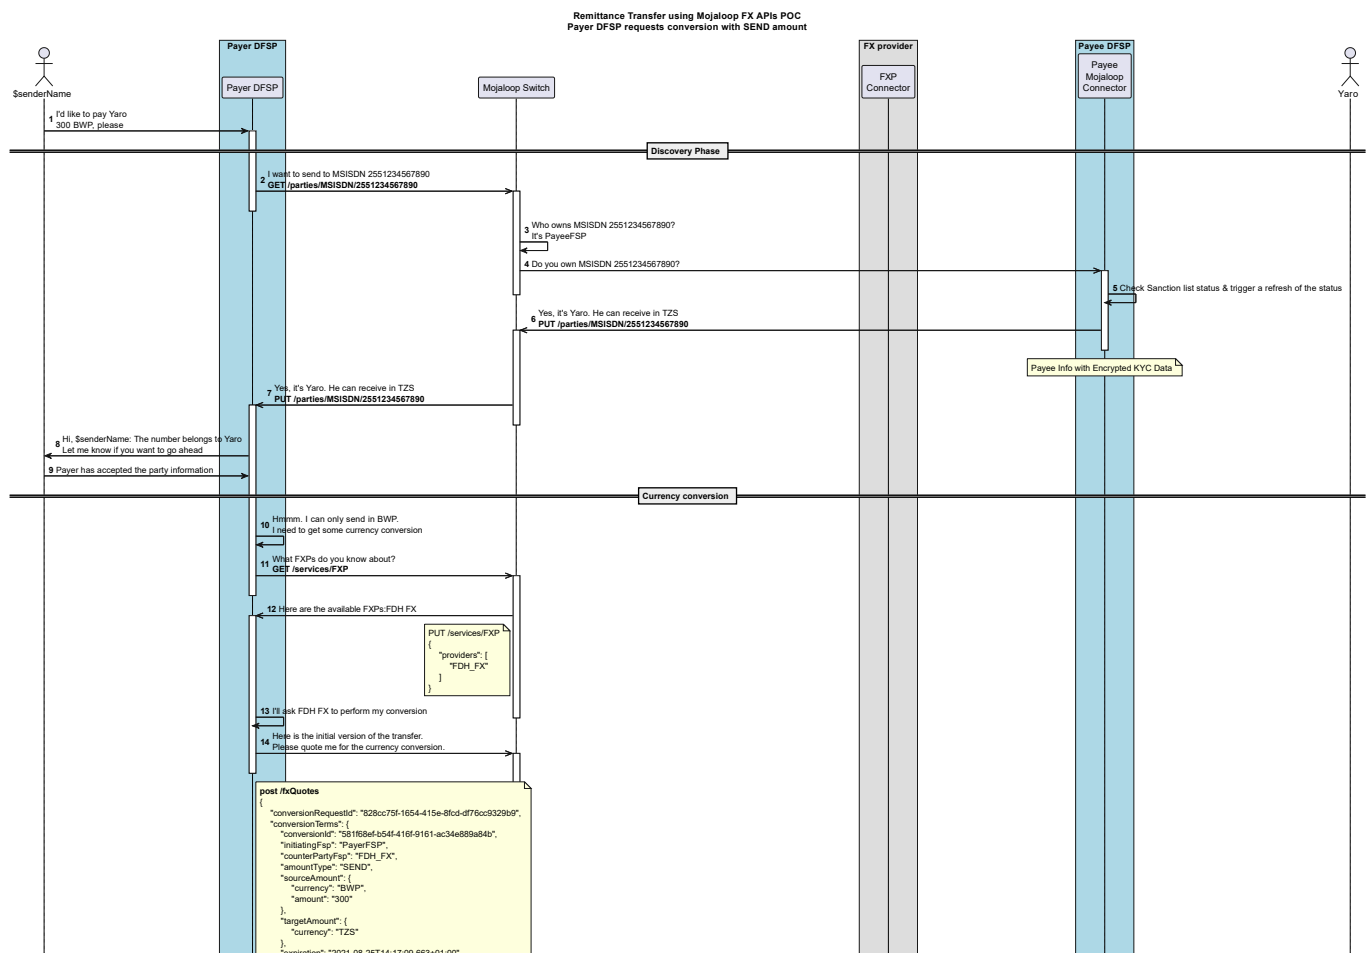 Remittance Transfer using Mojaloop FX APIs POC
Payer DFSP requests conversion with SEND amount
Payer DFSP
FX provider
Payee DFSP
$senderName
Payer DFSP
Mojaloop Switch
FXP
Connector
Payee
Mojaloop
Connector
Yaro
1 I'd like to pay Yaro
300 BWP, please
Discovery Phase
2 I want to send to MSISDN 2551234567890
GET /parties/MSISDN/2551234567890
3 Who owns MSISDN 2551234567890?
It's PayeeFSP
4 Do you own MSISDN 2551234567890?
5 Check Sanction list status & trigger a refresh of the status
6 Yes, it's Yaro. He can receive in TZS
PUT /parties/MSISDN/2551234567890
Payee Info with Encrypted KYC Data
7 Yes, it's Yaro. He can receive in TZS
PUT /parties/MSISDN/2551234567890
8 Hi, $senderName: The number belongs to Yaro
Let me know if you want to go ahead
9 Payer has accepted the party information
Currency conversion
10 Hmmm. I can only send in BWP.
I need to get some currency conversion
11 What FXPs do you know about?
GET /services/FXP
12 Here are the available FXPs:FDH FX
PUT /services/FXP
{
"providers": [
"FDH_FX"
]
}
13 I'll ask FDH FX to perform my conversion
14 Here is the initial version of the transfer.
Please quote me for the currency conversion.
post /fxQuotes
{
"conversionRequestId": "828cc75f-1654-415e-8fcd-df76cc9329b9",
"conversionTerms": {
"conversionId": "581f68ef-b54f-416f-9161-ac34e889a84b",
"initiatingFsp": "PayerFSP",
"counterPartyFsp": "FDH_FX",
"amountType": "SEND",
"sourceAmount": {
"currency": "BWP",
"amount": "300"
},
"targetAmount": {
"currency": "TZS"
},